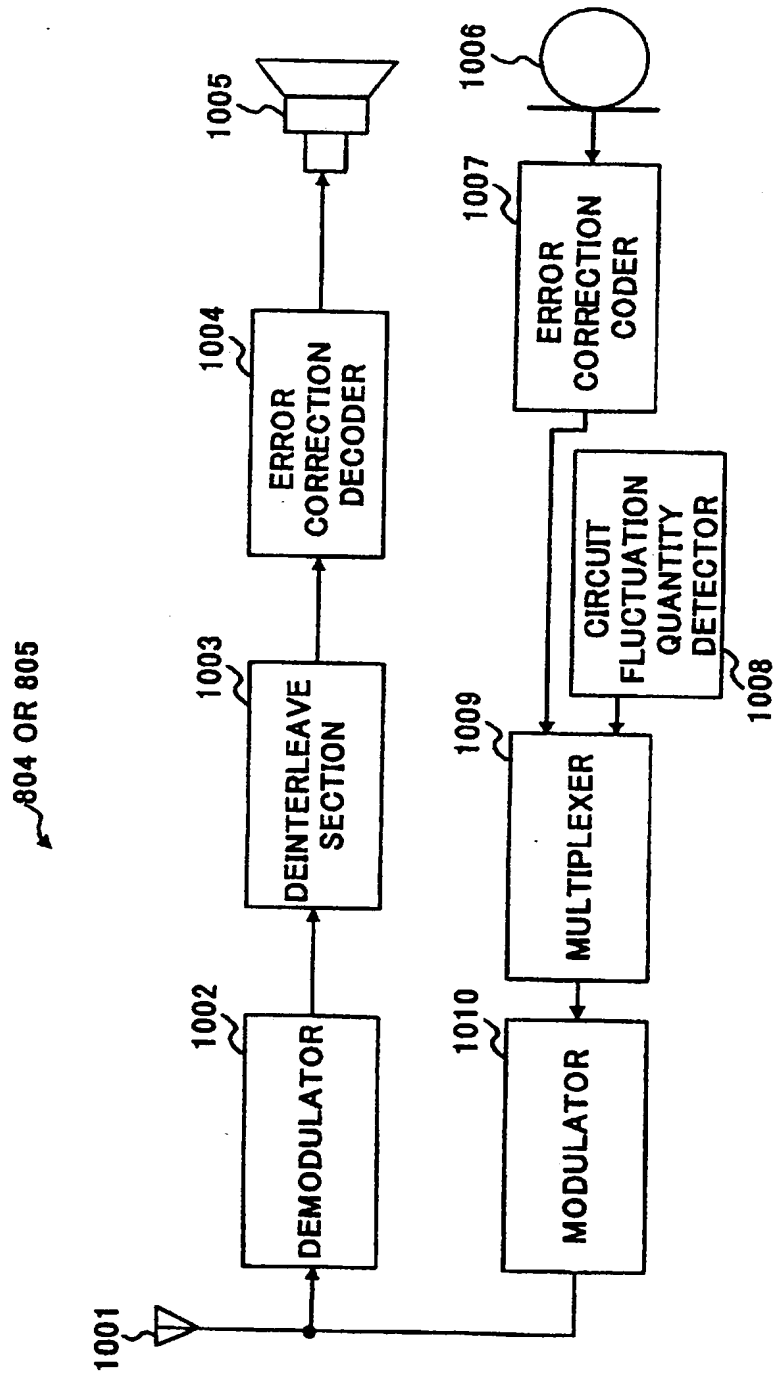 804 OR 805
1001
1002
DEMODULATOR
1003
DEINTERLEAVE
SECTION
1004
ERROR
CORRECTION
DECODER
1005
1006
1007
ERROR
CORRECTION
CODER
CIRCUIT
FLUCTUATION
QUANTITY
DETECTOR
1008
1009
MULTIPLEXER
1010
MODULATOR